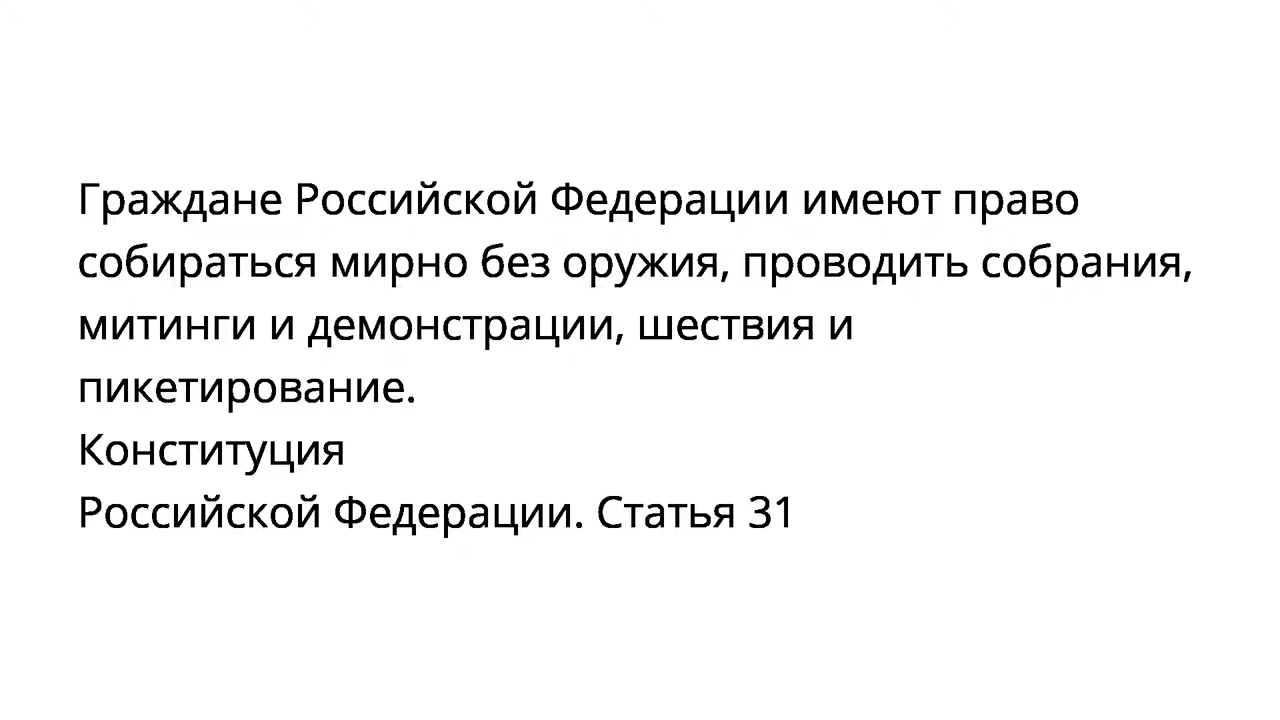 Граждане Российской Федерации имеют право
собираться мирно без оружия, проводить собрания,
митинги и демонстрации, шествия и
пикетирование.
Конституция
Российской Федерации. Статья 31